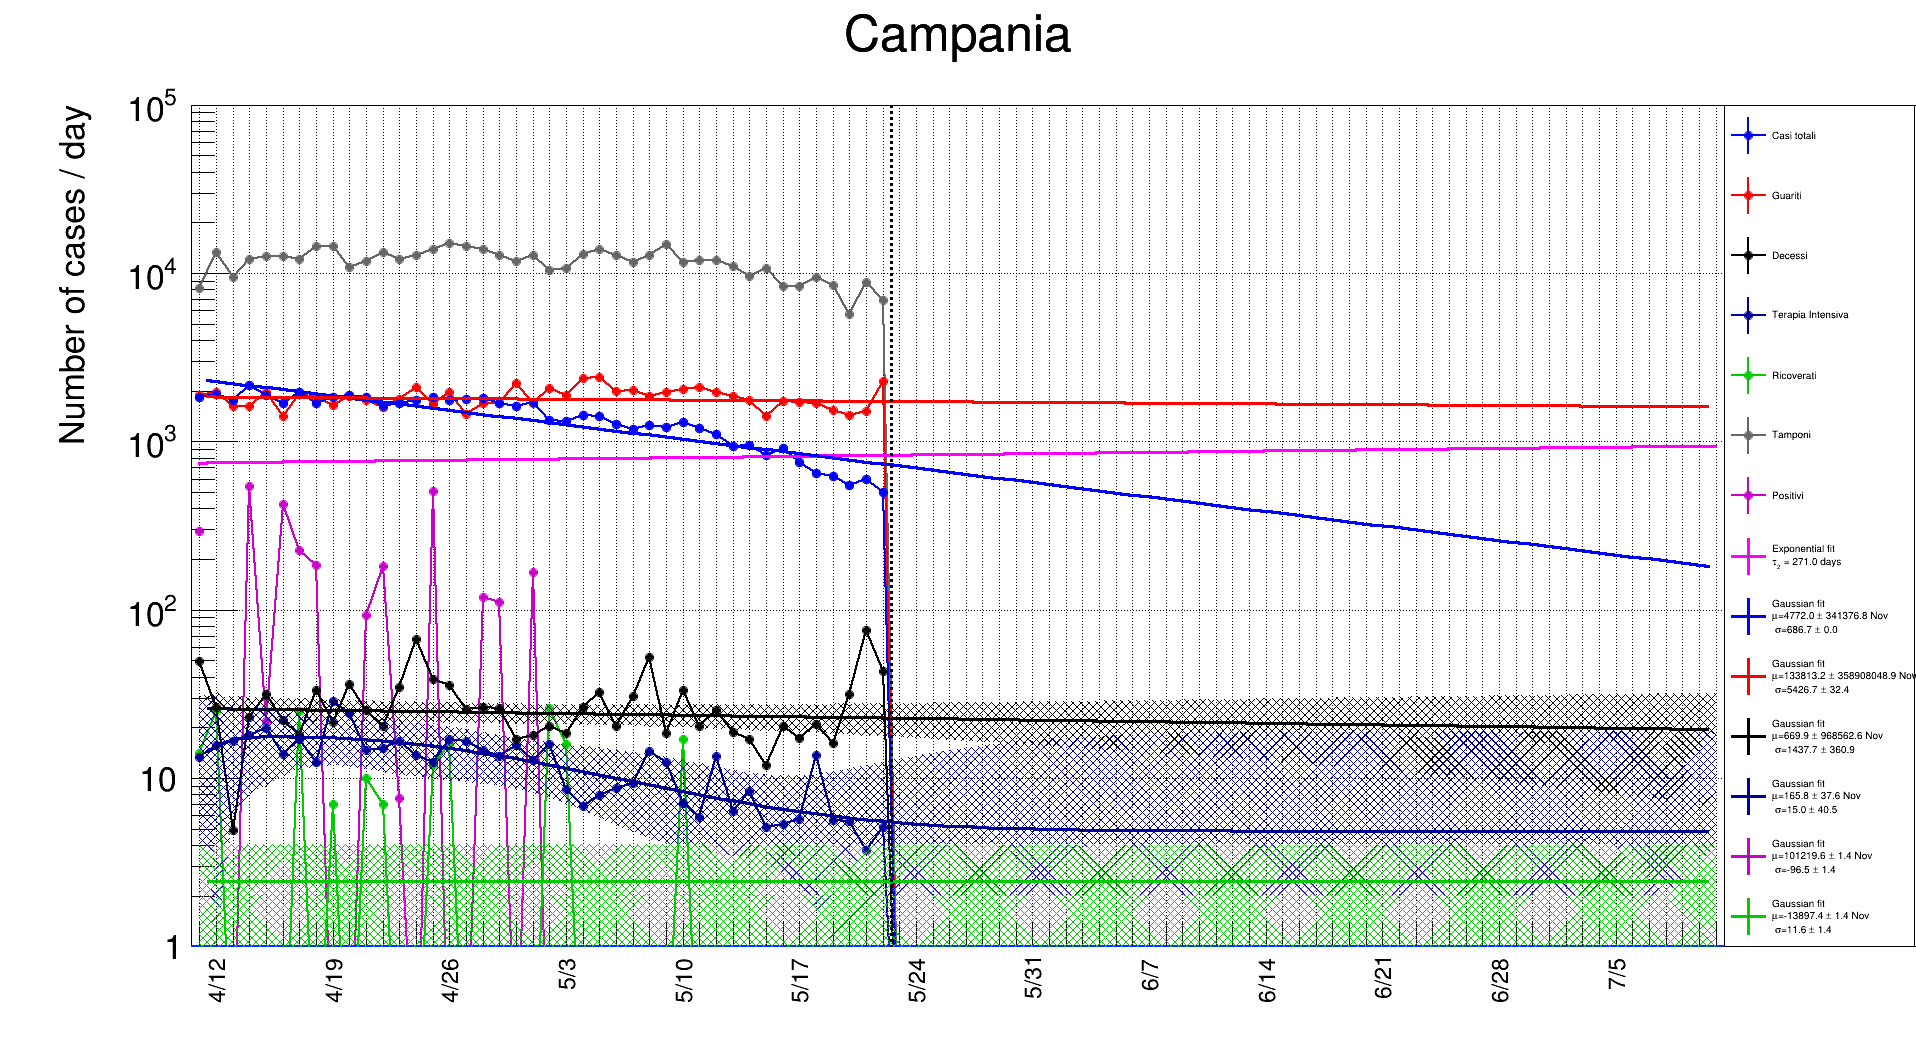 Campania
Number of cases / day
10^5
10^4
10^3
10^2
10
1
4/12
4/19
4/26
5/3
5/10
5/17
5/24
5/31
6/7
6/14
6/21
6/28
7/5
Casi totali
Guariti
Decessi
Terapia Intensiva
Ricoverati
Tamponi
Positivi
Exponential fit
τ_2 = 271.0 days
Gaussian fit
μ=4772.0 ± 341376.8 Nov
σ=686.7 ± 0.0
Gaussian fit
μ=133813.2 ± 358908048.9 Nov
σ=5426.7 ± 32.4
Gaussian fit
μ=669.9 ± 968562.6 Nov
σ=1437.7 ± 360.9
Gaussian fit
μ=165.8 ± 37.6 Nov
σ=15.0 ± 40.5
Gaussian fit
μ=101219.6 ± 1.4 Nov
σ=-96.5 ± 1.4
Gaussian fit
μ=-13897.4 ± 1.4 Nov
σ=11.6 ± 1.4